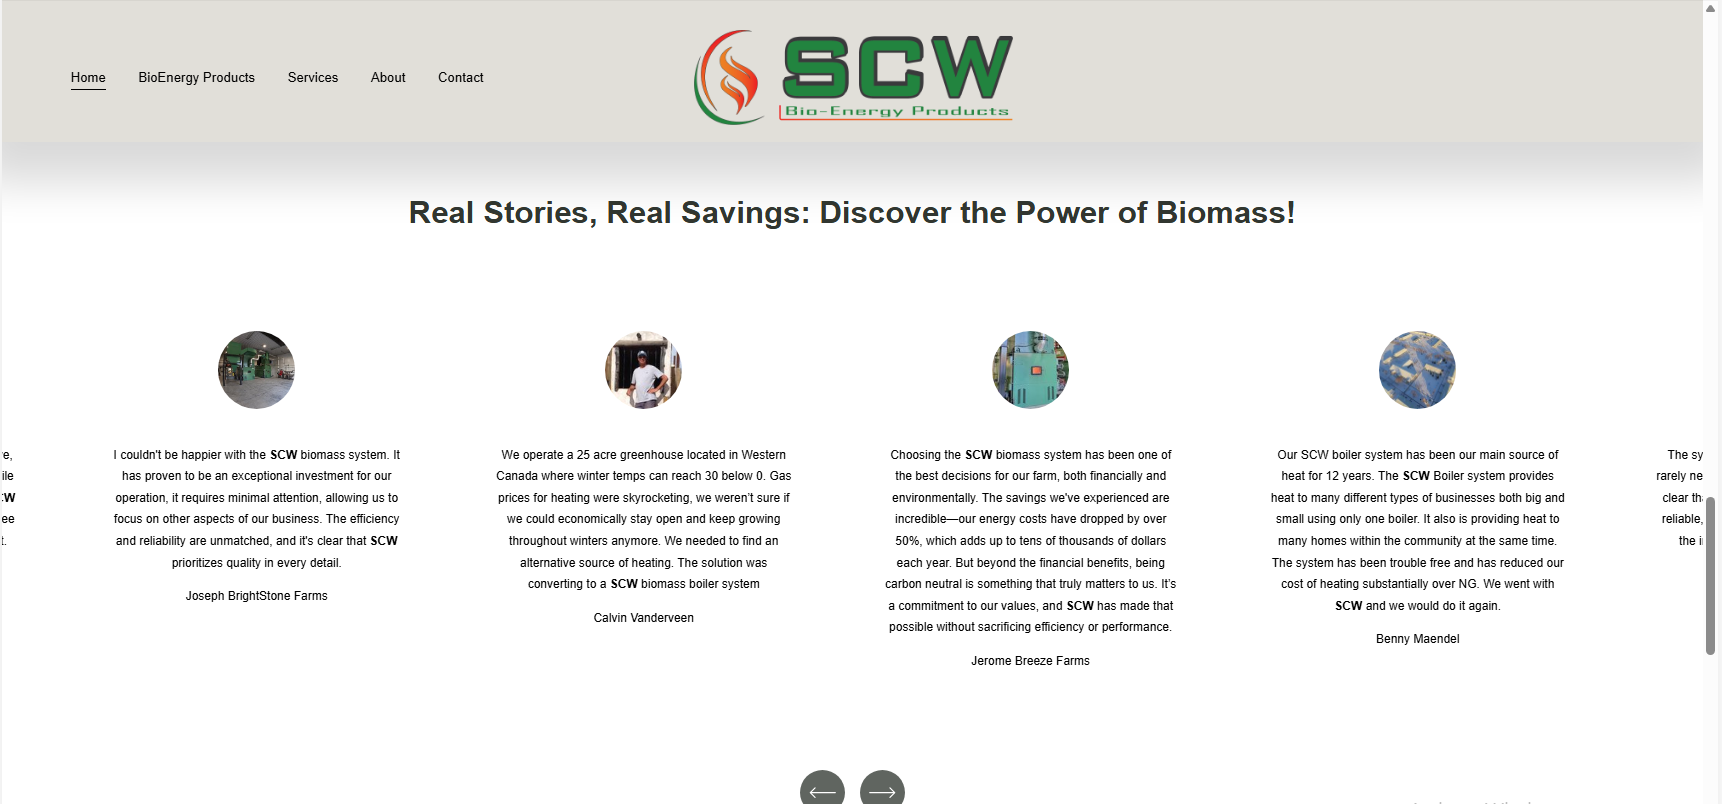 Home BioEnergy Products Services About Contact
SCW
Bio-Energy Products
Real Stories, Real Savings: Discover the Power of Biomass!
I couldn't be happier with the SCW biomass system. It
has proven to be an exceptional investment for our
operation, it requires minimal attention, allowing us to
focus on other aspects of our business. The efficiency
and reliability are unmatched, and it's clear that SCW
prioritizes quality in every detail.
Joseph BrightStone Farms
We operate a 25 acre greenhouse located in Western
Canada where winter temps can reach 30 below 0. Gas
prices for heating were skyrocketing, we weren’t sure if
we could economically stay open and keep growing
throughout winters anymore. We needed to find an
alternative source of heating. The solution was
converting to a SCW biomass boiler system
Calvin Vanderveen
Choosing the SCW biomass system has been one of
the best decisions for our farm, both financially and
environmentally. The savings we've experienced are
incredible—our energy costs have dropped by over
50%, which adds up to tens of thousands of dollars
each year. But beyond the financial benefits, being
carbon neutral is something that truly matters to us. It’s
a commitment to our values, and SCW has made that
possible without sacrificing efficiency or performance.
Jerome Breeze Farms
Our SCW boiler system has been our main source of
heat for 12 years. The SCW Boiler system provides
heat to many different types of businesses both big and
small using only one boiler. It also is providing heat to
many homes within the community at the same time.
The system has been trouble free and has reduced our
cost of heating substantially over NG. We went with
SCW and we would do it again.
Benny Maendel
The sy
rarely ne
clear th
reliable,
the i